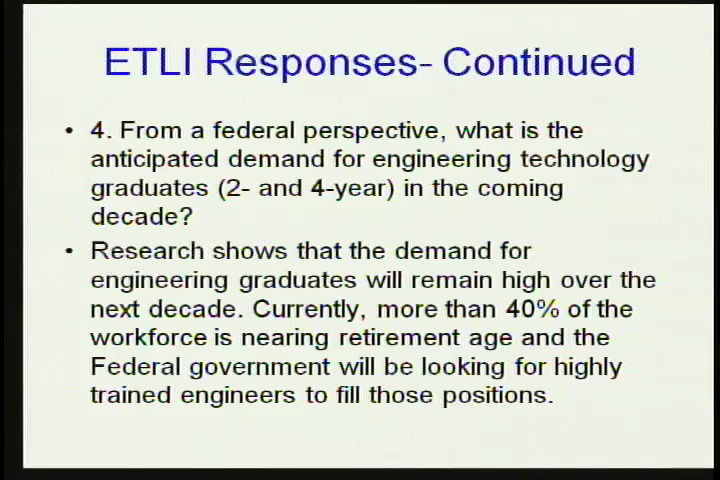 ETLI Responses- Continued
• 4. From a federal perspective, what is the
anticipated demand for engineering technology
graduates (2- and 4-year) in the coming
decade?
• Research shows that the demand for
engineering graduates will remain high over the
next decade. Currently, more than 40% of the
workforce is nearing retirement age and the
Federal government will be looking for highly
trained engineers to fill those positions.